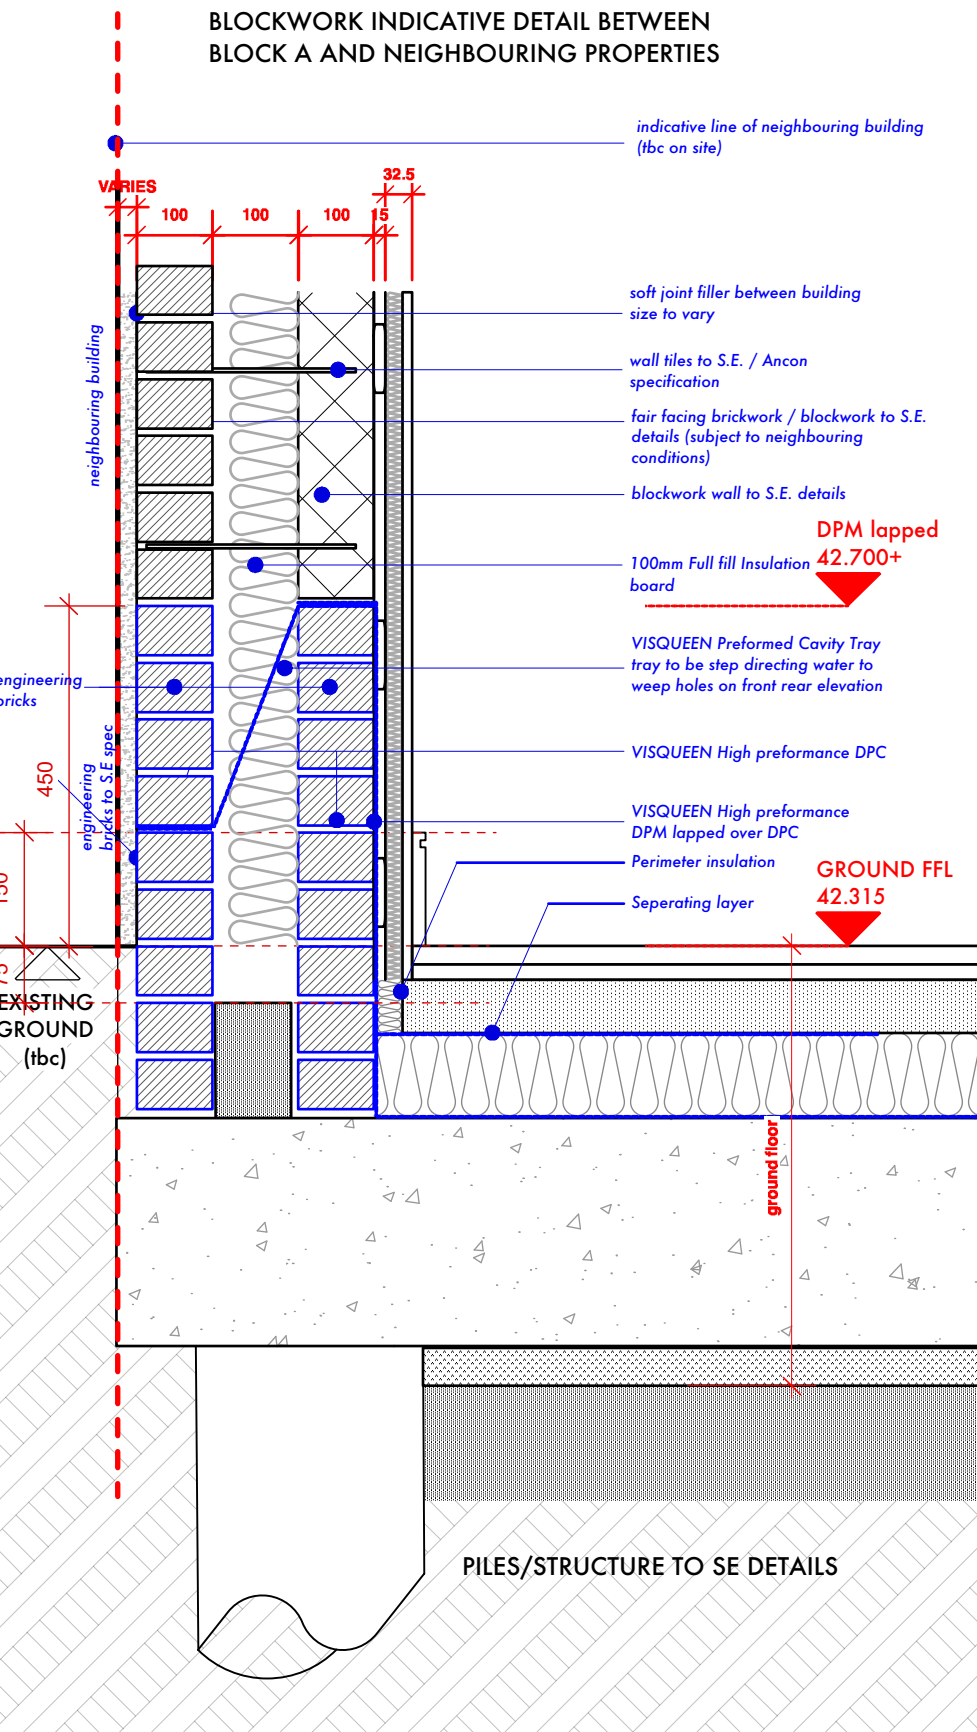 BLOCKWORK INDICATIVE DETAIL BETWEEN
BLOCK A AND NEIGHBOURING PROPERTIES
indicative line of neighbouring building
(tbc on site)
VARIES
32.5
100
100
100
15
soft joint filler between building
size to vary
neighbouring building
wall tiles to S.E. / Ancon
specification
fair facing brickwork / blockwork to S.E.
details (subject to neighbouring
conditions)
blockwork wall to S.E. details
DPM lapped
42.700+
100mm Full fill Insulation
board
VISQUEEN Preformed Cavity Tray
tray to be step directing water to
weep holes on front rear elevation
engineering
bricks
450
engineering
bricks to S.E spec
VISQUEEN High preformance DPC
VISQUEEN High preformance
DPM lapped over DPC
Perimeter insulation
GROUND FFL
42.315
Seperating layer
150
75
EXISTING
GROUND
(tbc)
ground floor
PILES/STRUCTURE TO SE DETAILS